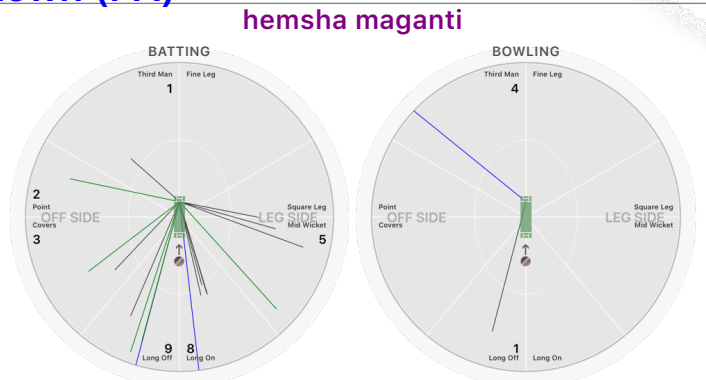 hemsha maganti
BATTING
Third Man Fine Leg
1
2
Point
OFF SIDE
Covers
3
Square Leg
LEG SIDE
Mid Wicket
5
9 8
Long Off Long On
BOWLING
Third Man Fine Leg
4
Point
OFF SIDE
Covers
Square Leg
LEG SIDE
Mid Wicket
1
Long Off Long On